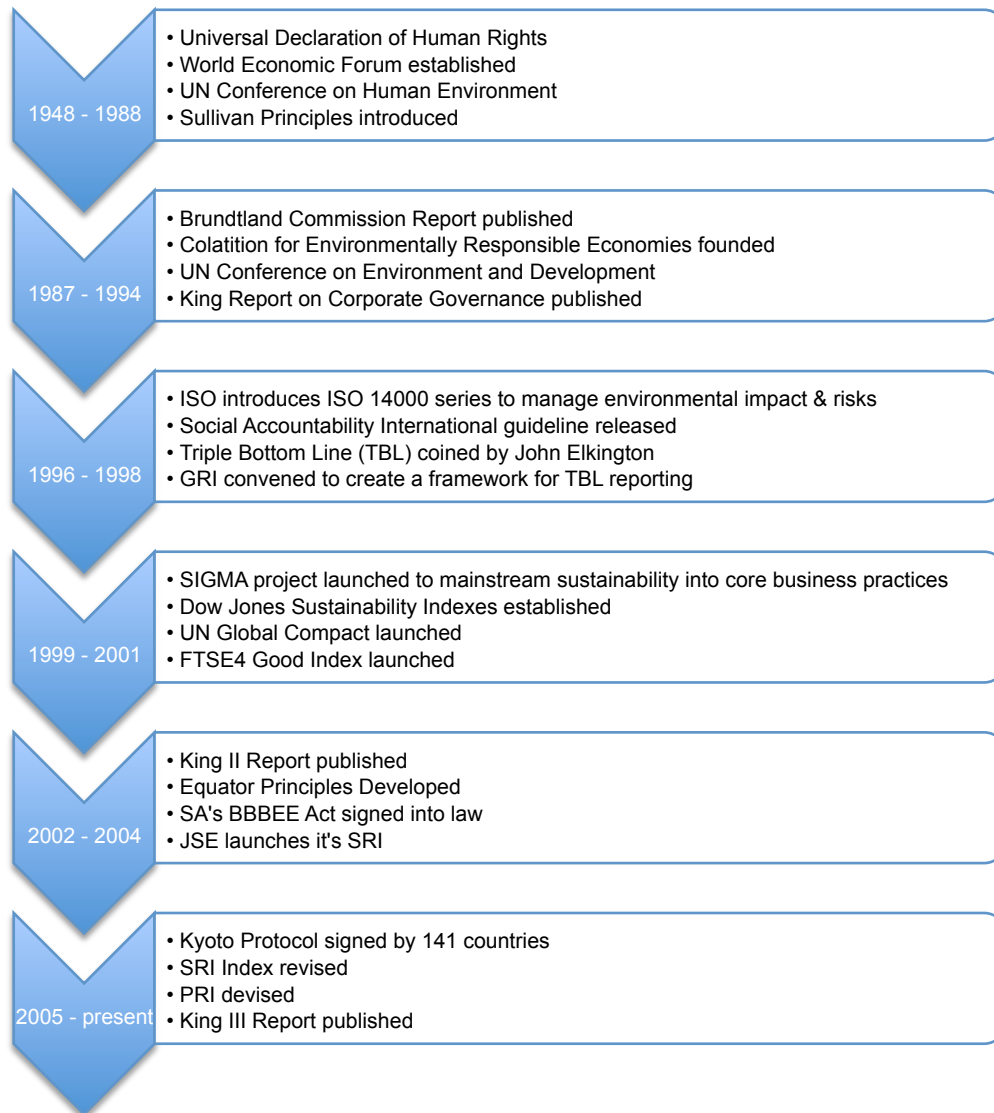 1948 - 1988
• Universal Declaration of Human Rights
• World Economic Forum established
• UN Conference on Human Environment
• Sullivan Principles introduced
1987 - 1994
• Brundtland Commission Report published
• Colatition for Environmentally Responsible Economies founded
• UN Conference on Environment and Development
• King Report on Corporate Governance published
1996 - 1998
• ISO introduces ISO 14000 series to manage environmental impact & risks
• Social Accountability International guideline released
• Triple Bottom Line (TBL) coined by John Elkington
• GRI convened to create a framework for TBL reporting
1999 - 2001
• SIGMA project launched to mainstream sustainability into core business practices
• Dow Jones Sustainability Indexes established
• UN Global Compact launched
• FTSE4 Good Index launched
2002 - 2004
• King II Report published
• Equator Principles Developed
• SA's BBBEE Act signed into law
• JSE launches it's SRI
2005 - present
• Kyoto Protocol signed by 141 countries
• SRI Index revised
• PRI devised
• King III Report published